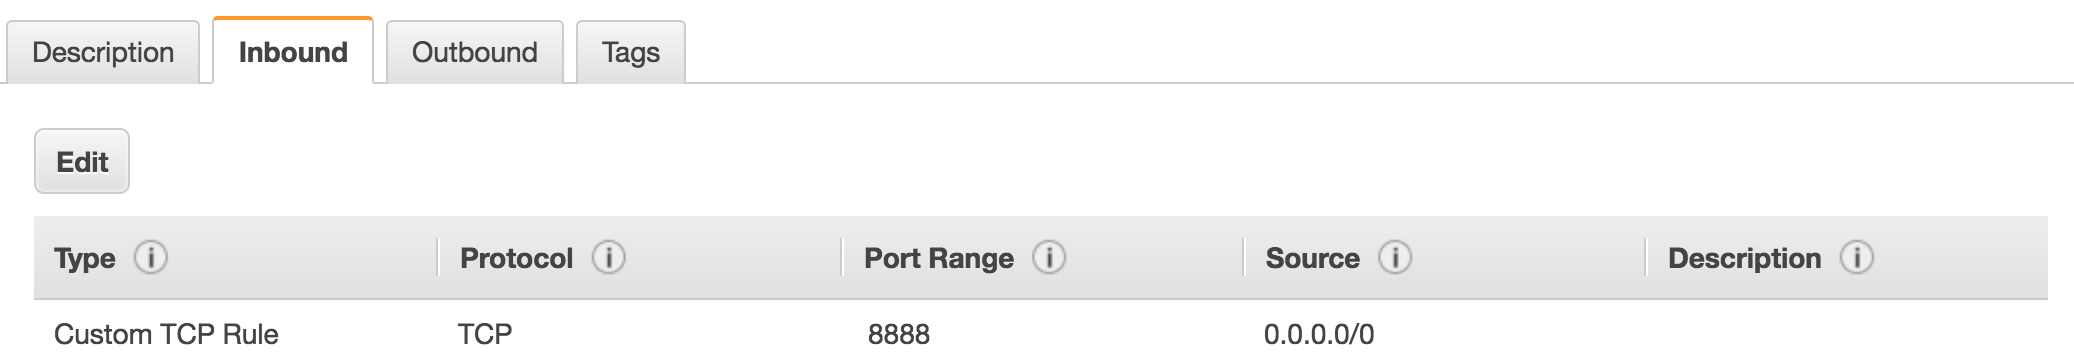 Description Inbound Outbound Tags
Edit
Type Protocol Port Range Source Description
Custom TCP Rule TCP 8888 0.0.0.0/0